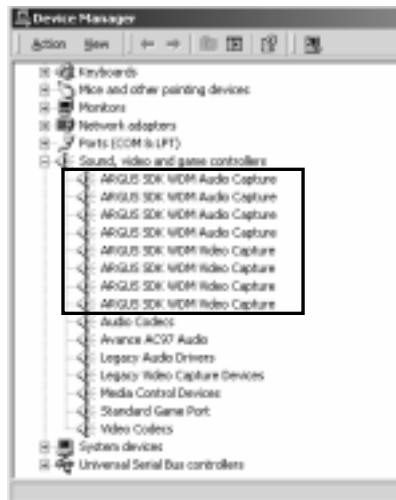 Device Manager
Action View
Keyboards
Mice and other pointing devices
Monitors
Network adapters
Ports (COM & LPT)
Sound, video and game controllers
ARGUS SDK WDM Audio Capture
ARGUS SDK WDM Audio Capture
ARGUS SDK WDM Audio Capture
ARGUS SDK WDM Audio Capture
ARGUS SDK WDM Video Capture
ARGUS SDK WDM Video Capture
ARGUS SDK WDM Video Capture
ARGUS SDK WDM Video Capture
Audio Codecs
Avance AC97 Audio
Legacy Audio Drivers
Legacy Video Capture Devices
Media Control Devices
Standard Game Port
Video Codecs
System devices
Universal Serial Bus controllers